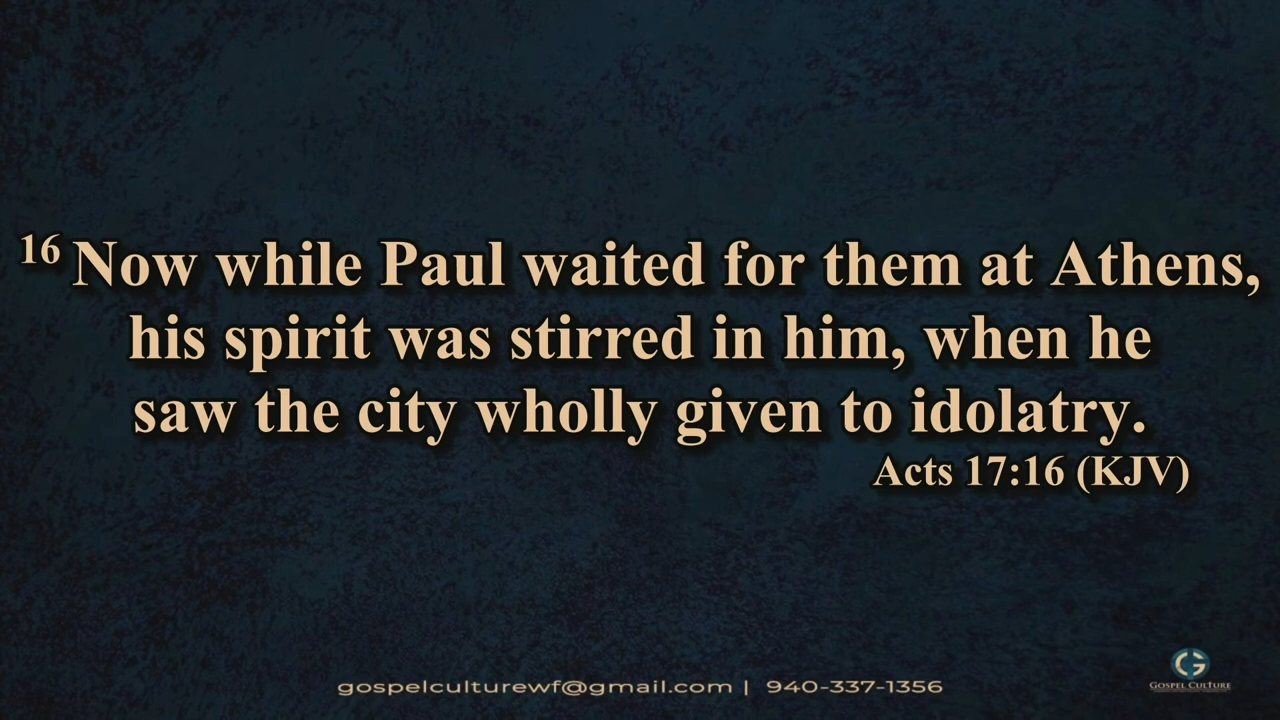 16 Now while Paul waited for them at Athens,
his spirit was stirred in him, when he
saw the city wholly given to idolatry.
Acts 17:16 (KJV)
gospelculturewf@gmail.com | 940-337-1356
GOSPEL CULTURE